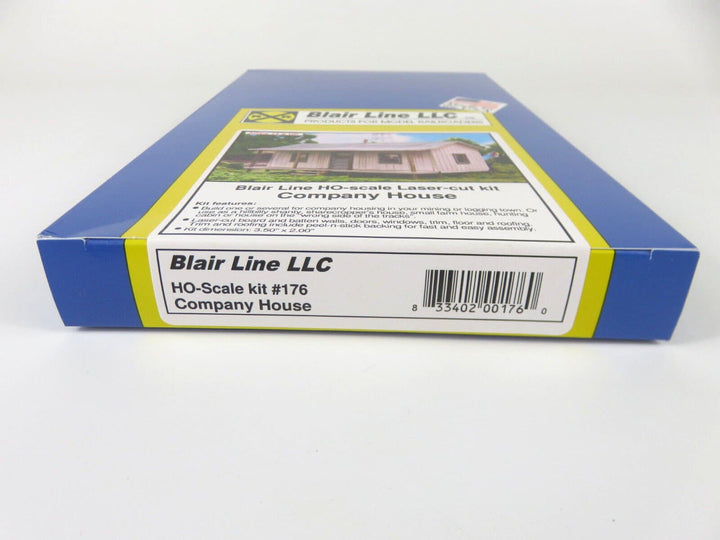 Blair Line LLC
PRODUCTS FOR MODEL RAILROADERS
Blair Line HO-scale Laser-cut kit
Company House
Kit features:
• Build one or several for company housing in your mining or logging town. Or
use as a hillbilly shanty, sharecropper's house, small farm house, hunting
cabin or house on the "wrong side of the tracks".
• Laser-cut board and batten walls, doors, windows, trim, floor and roofing.
Trim and roofing include peel-n-stick backing for fast and easy assembly.
• Kit dimension: 3.50" x 2.00"
Blair Line LLC
HO-Scale kit #176
Company House
8 33402 00176 0